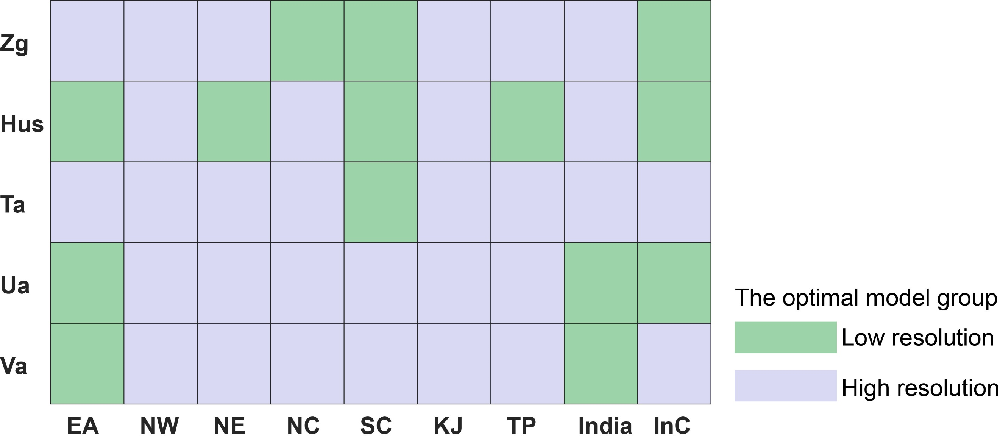 Zg
Hus
Ta
Ua
Va
EA NW NE NC SC KJ TP India InC
The optimal model group
Low resolution
High resolution